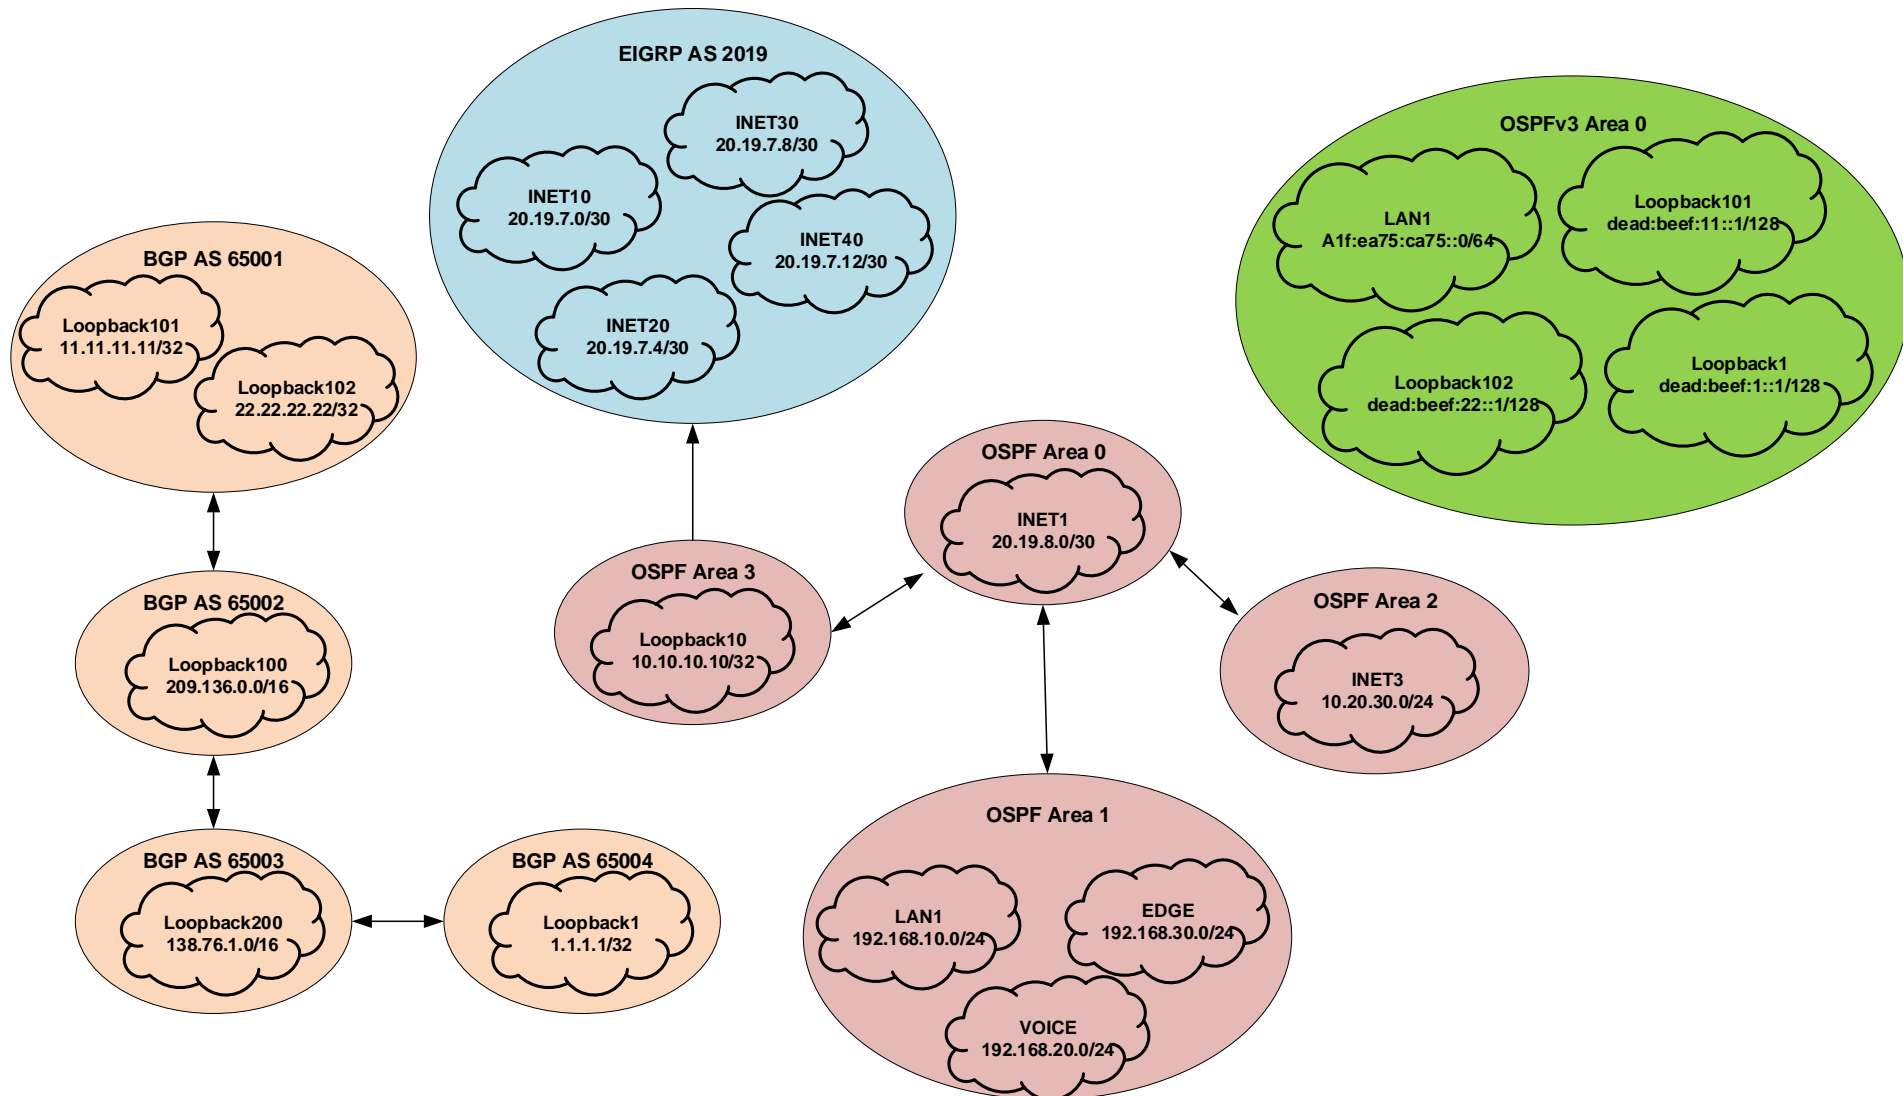 EIGRP AS 2019
INET30
20.19.7.8/30
INET10
20.19.7.0/30
INET40
20.19.7.12/30
INET20
20.19.7.4/30
OSPFv3 Area 0
LAN1
A1f:ea75:ca75::0/64
Loopback101
dead:beef:11::1/128
Loopback102
dead:beef:22::1/128
Loopback1
dead:beef:1::1/128
BGP AS 65001
Loopback101
11.11.11.11/32
Loopback102
22.22.22.22/32
BGP AS 65002
Loopback100
209.136.0.0/16
BGP AS 65003
Loopback200
138.76.1.0/16
BGP AS 65004
Loopback1
1.1.1.1/32
OSPF Area 3
Loopback10
10.10.10.10/32
OSPF Area 0
INET1
20.19.8.0/30
OSPF Area 2
INET3
10.20.30.0/24
OSPF Area 1
LAN1
192.168.10.0/24
EDGE
192.168.30.0/24
VOICE
192.168.20.0/24